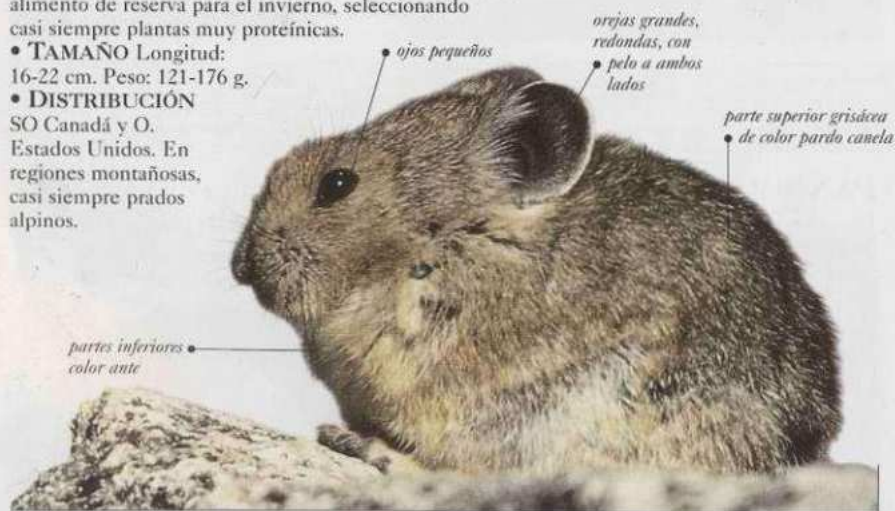 alimento de reserva para el invierno, seleccionando
casi siempre plantas muy proteínicas.
• TAMAÑO Longitud:
16-22 cm. Peso: 121-176 g.
• DISTRIBUCIÓN
SO Canadá y O.
Estados Unidos. En
regiones montañosas,
casi siempre prados
alpinos.
ojos pequeños
orejas grandes,
redondas, con
pelo a ambos
lados
parte superior grisácea
de color pardo canela
partes inferiores
color ante